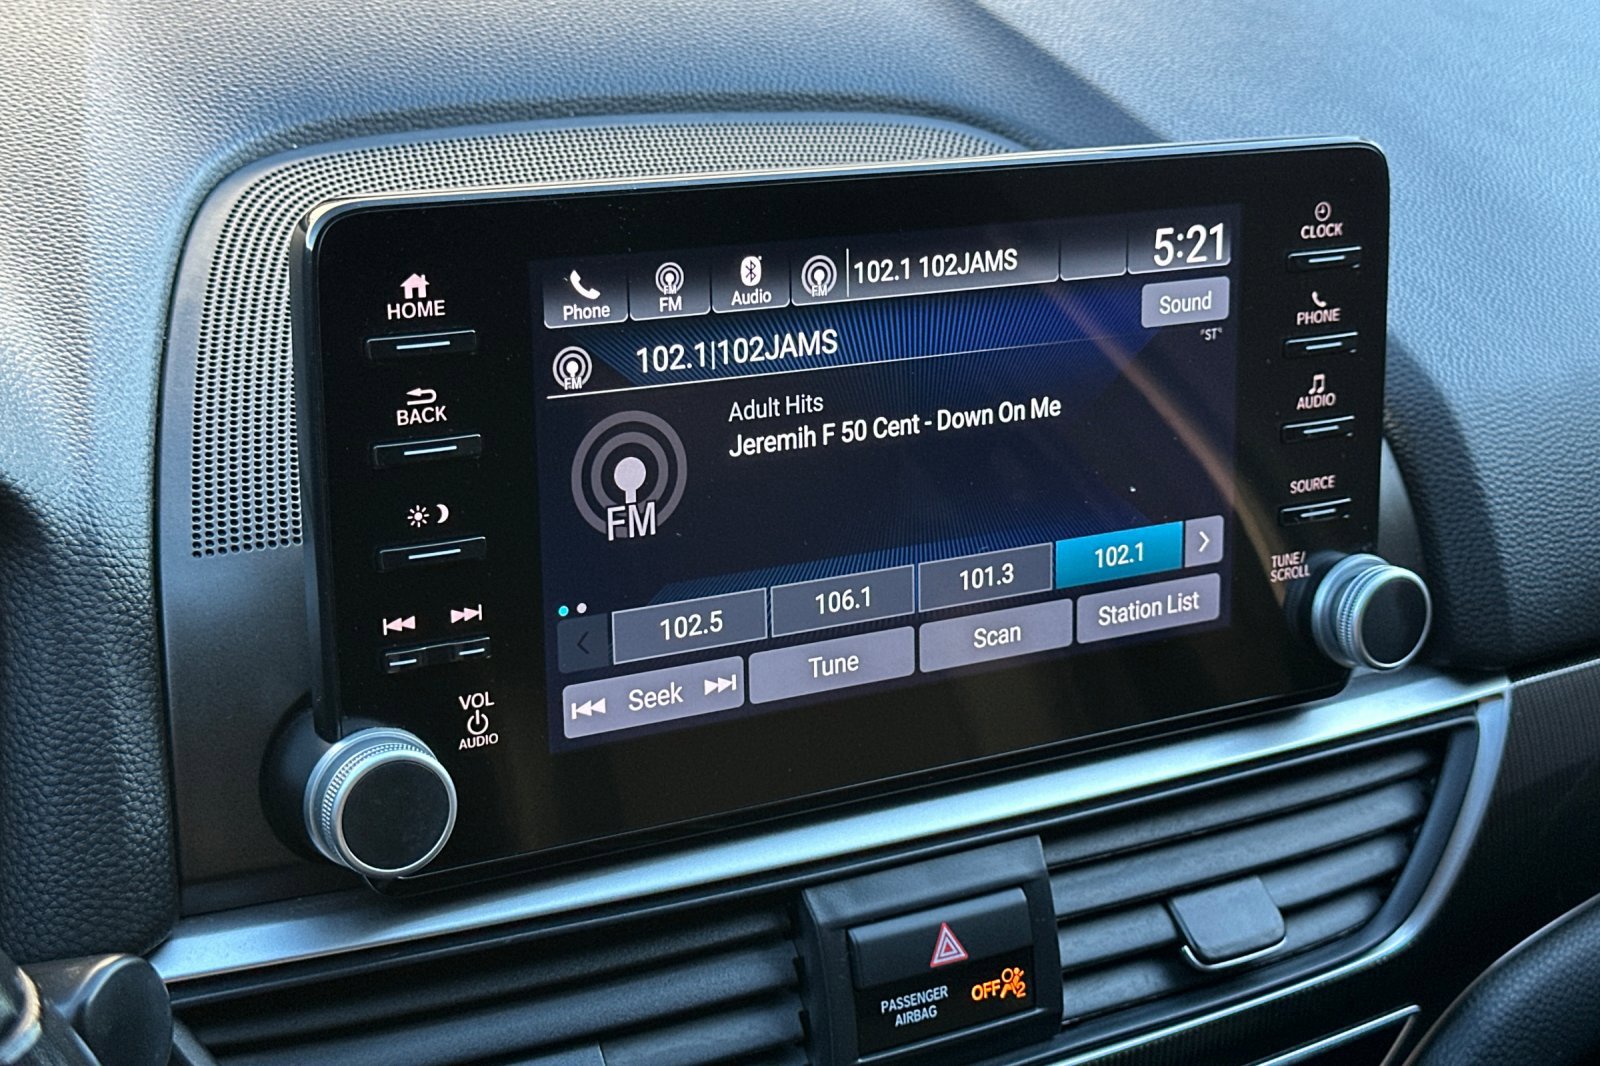 HOME
BACK
VOL
AUDIO
Phone
FM
FM
Audio
FM
102.1 102JAMS
5:21
Sound
FM
102.1|102JAMS
"ST"
Adult Hits
Jeremih F 50 Cent - Down On Me
FM
102.5
106.1
101.3
102.1
Seek
Tune
Scan
Station List
CLOCK
PHONE
AUDIO
SOURCE
TUNE/
SCROLL
PASSENGER
AIRBAG
OFF
2